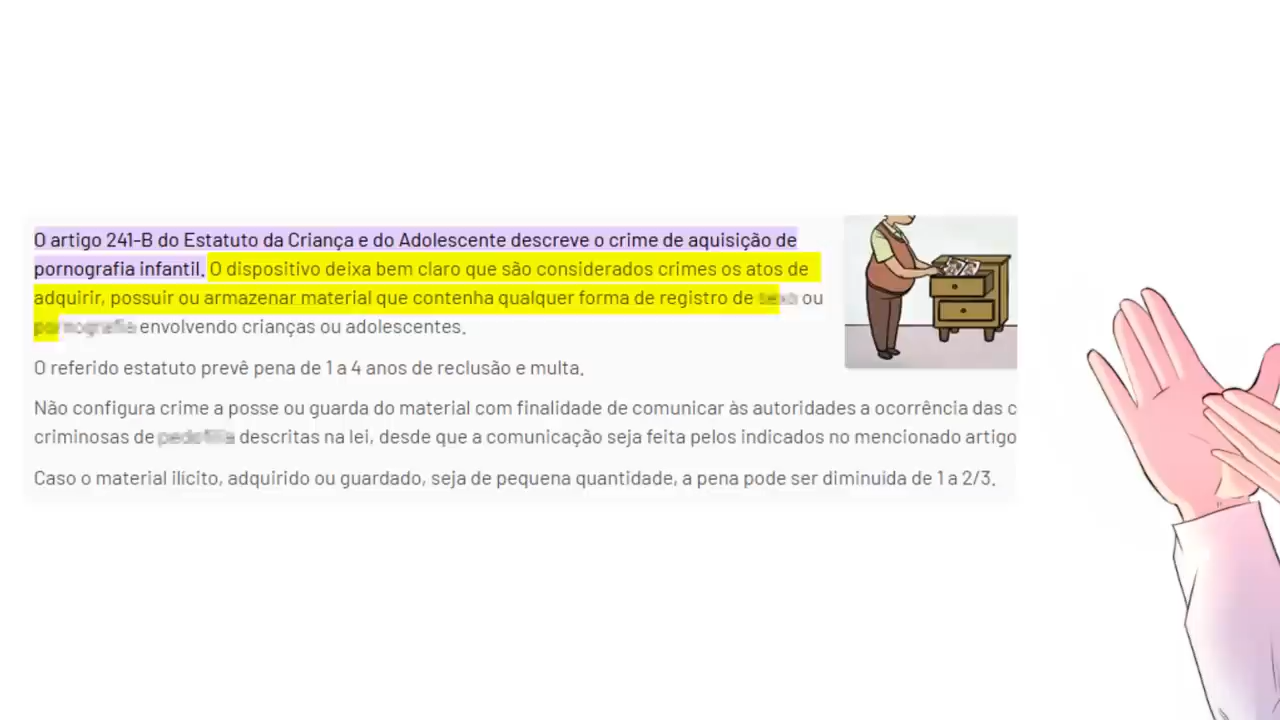 O artigo 241-B do Estatuto da Criança e do Adolescente descreve o crime de aquisição de
pornografia infantil. O dispositivo deixa bem claro que são considerados crimes os atos de
adquirir, possuir ou armazenar material que contenha qualquer forma de registro de ou
envolvendo crianças ou adolescentes.
O referido estatuto prevê pena de 1 a 4 anos de reclusão e multa.
Não configura crime a posse ou guarda do material com finalidade de comunicar às autoridades a ocorrência das c
criminosas de descritas na lei, desde que a comunicação seja feita pelos indicados no mencionado artigo
Caso o material ilícito, adquirido ou guardado, seja de pequena quantidade, a pena pode ser diminuída de 1 a 2/3.